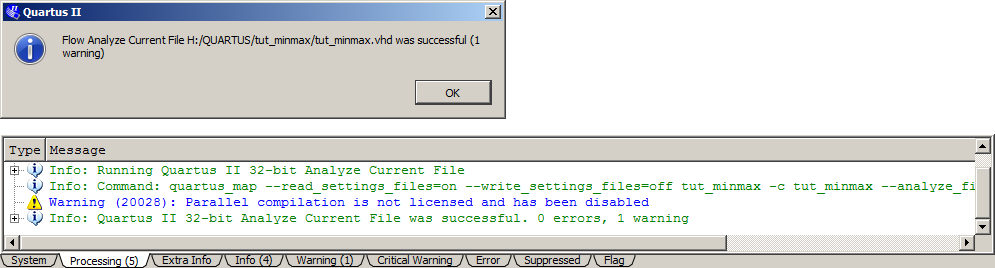 Quartus II
Flow Analyze Current File H:/QUARTUS/tut_minmax/tut_minmax.vhd was successful (1
warning)
OK
Type Message
Info: Running Quartus II 32-bit Analyze Current File
Info: Command: quartus_map --read_settings_files=on --write_settings_files=off tut_minmax -c tut_minmax --analyze_fi
Warning (20028): Parallel compilation is not licensed and has been disabled
Info: Quartus II 32-bit Analyze Current File was successful. 0 errors, 1 warning
System Processing (5) Extra Info Info (4) Warning (1) Critical Warning Error Suppressed Flag